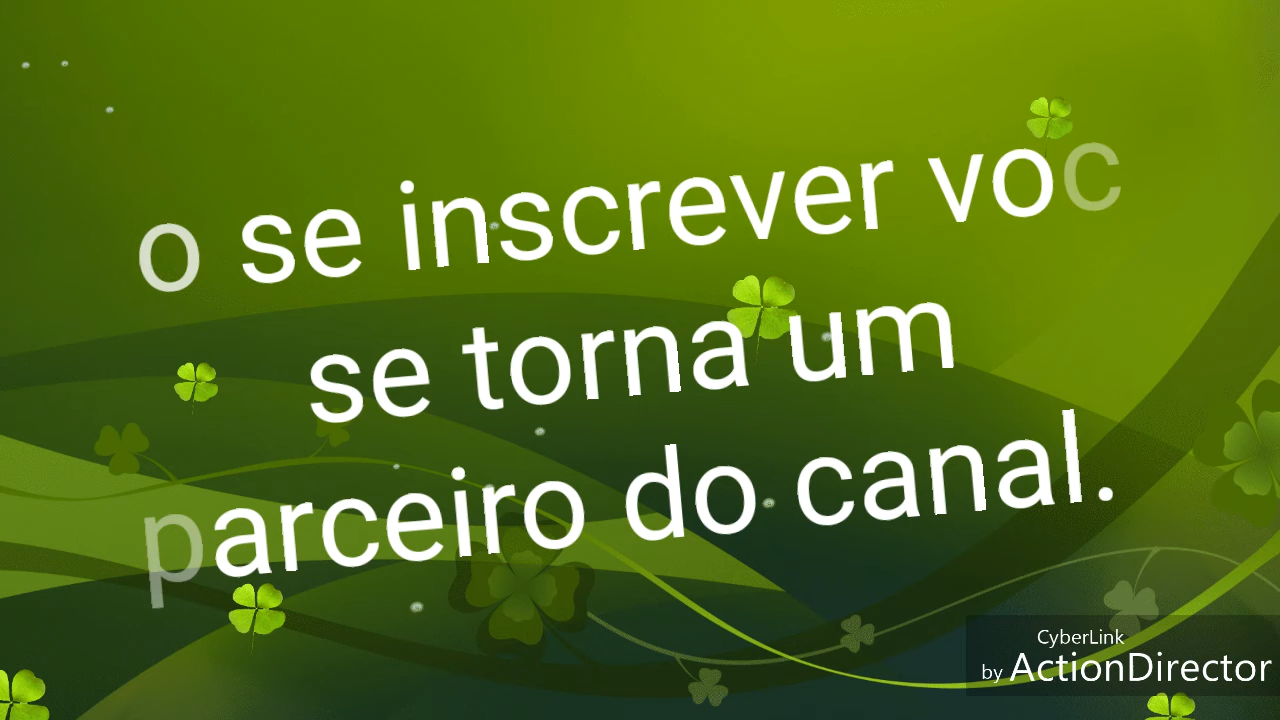 o se inscrever voc
se torna um
parceiro do canal.
CyberLink
by ActionDirector